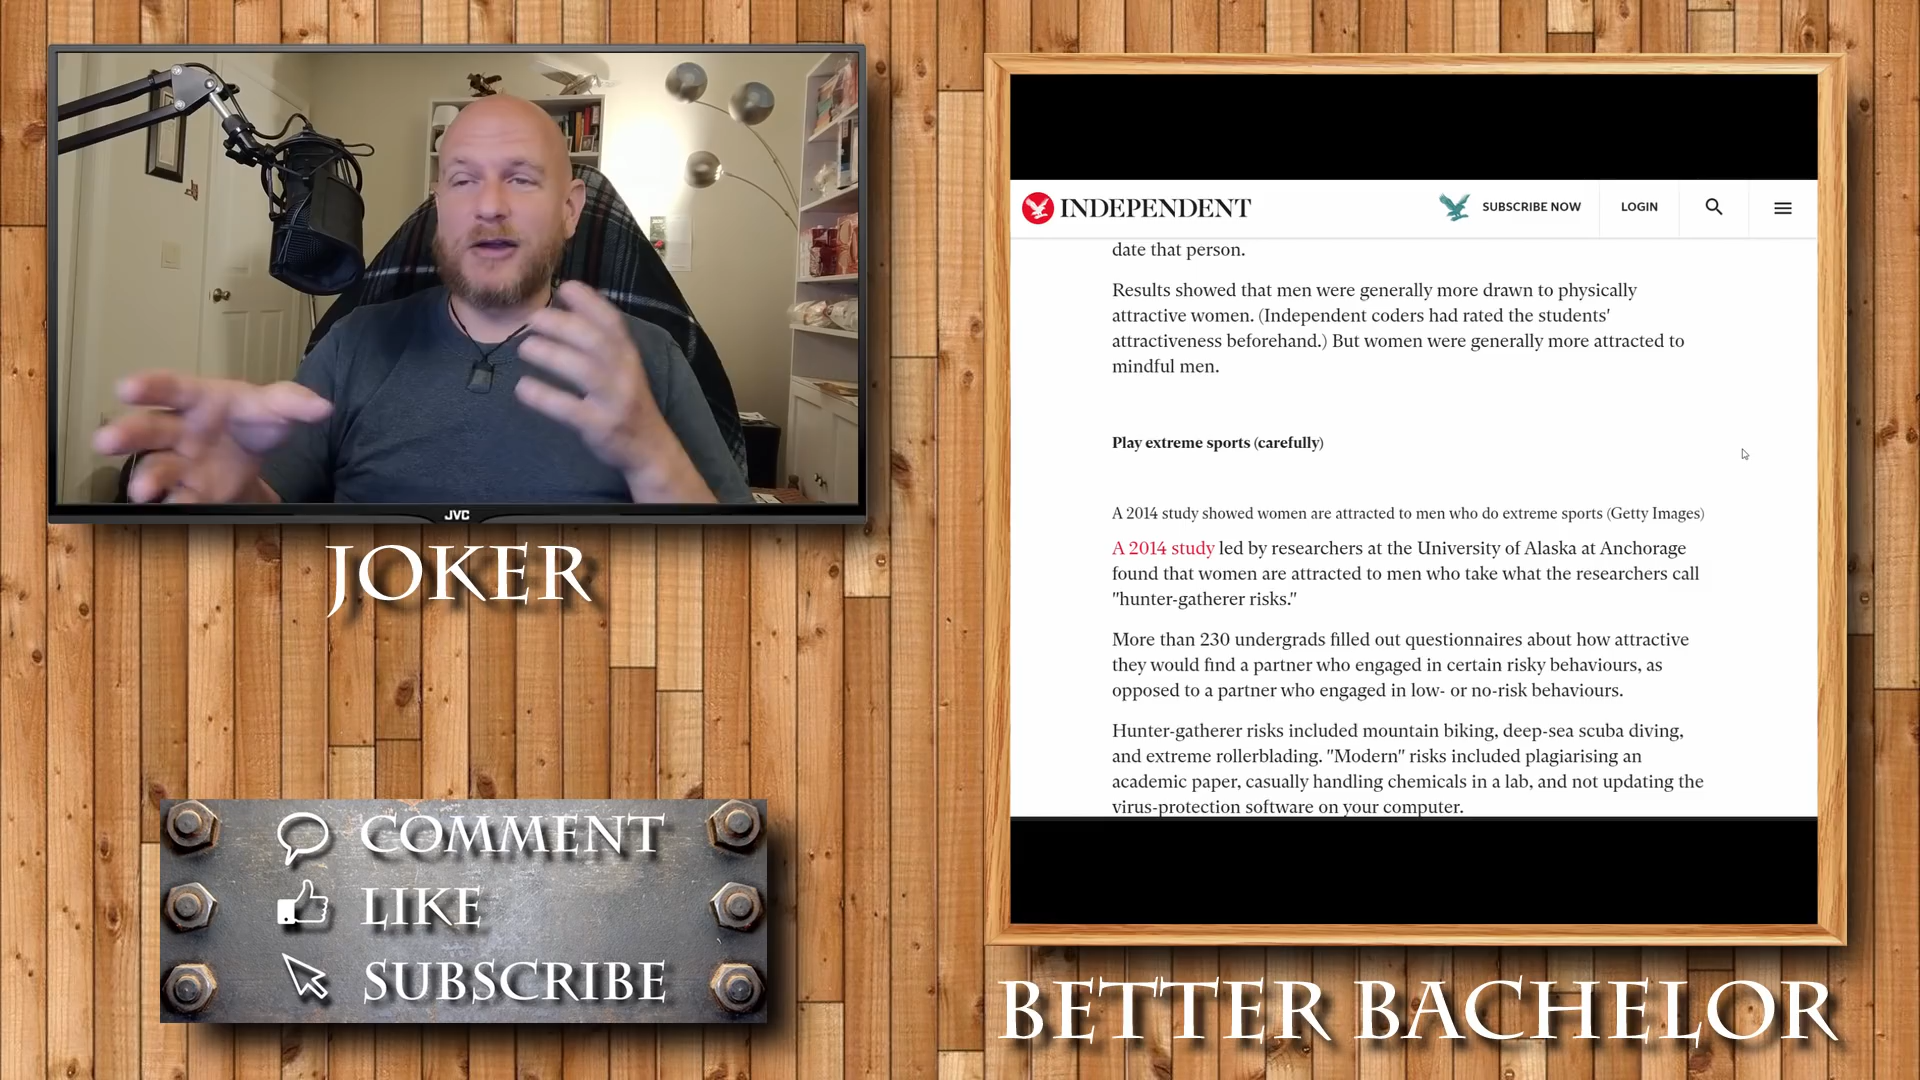 JVC
JOKER
COMMENT
LIKE
SUBSCRIBE
INDEPENDENT
SUBSCRIBE NOW
LOGIN
date that person.
Results showed that men were generally more drawn to physically
attractive women. (Independent coders had rated the students'
attractiveness beforehand.) But women were generally more attracted to
mindful men.
Play extreme sports (carefully)
A 2014 study showed women are attracted to men who do extreme sports (Getty Images)
A 2014 study led by researchers at the University of Alaska at Anchorage
found that women are attracted to men who take what the researchers call
"hunter-gatherer risks."
More than 230 undergrads filled out questionnaires about how attractive
they would find a partner who engaged in certain risky behaviours, as
opposed to a partner who engaged in low- or no-risk behaviours.
Hunter-gatherer risks included mountain biking, deep-sea scuba diving,
and extreme rollerblading. "Modern" risks included plagiarising an
academic paper, casually handling chemicals in a lab, and not updating the
virus-protection software on your computer.
BETTER BACHELOR